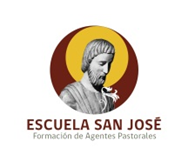 ESCUELA SAN JOSÉ
Formación de Agentes Pastorales